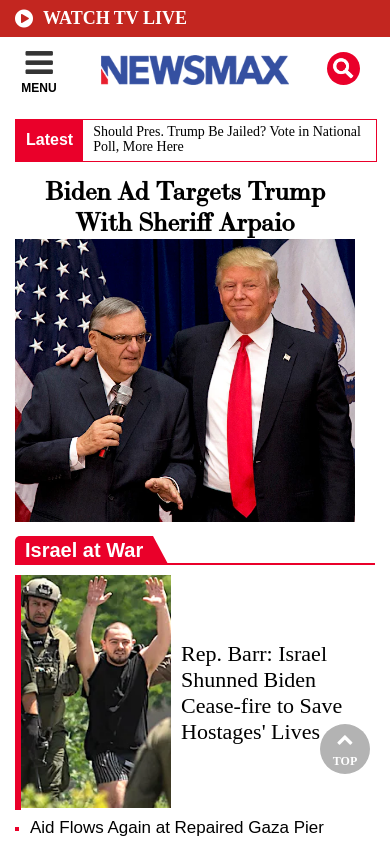 WATCH TV LIVE
MENU
NEWSMAX
Latest
Should Pres. Trump Be Jailed? Vote in National
Poll, More Here
Biden Ad Targets Trump
With Sheriff Arpaio
Israel at War
Rep. Barr: Israel
Shunned Biden
Cease-fire to Save
Hostages' Lives
TOP
Aid Flows Again at Repaired Gaza Pier